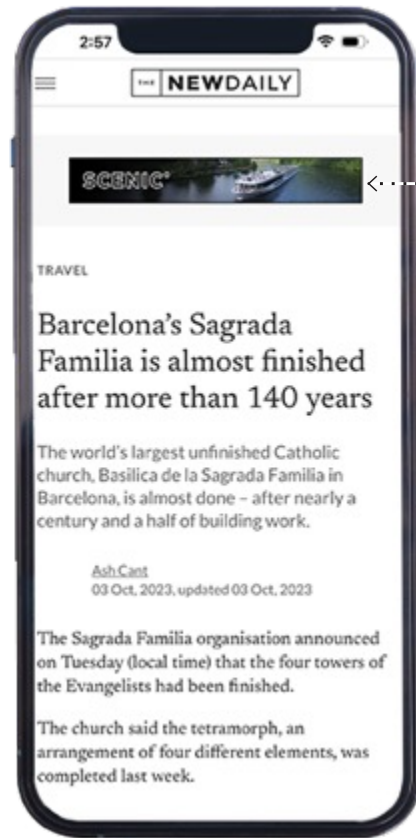 2:57
THE NEWDAILY
SCENIC
TRAVEL
Barcelona's Sagrada
Familia is almost finished
after more than 140 years
The world's largest unfinished Catholic
church, Basilica de la Sagrada Familia in
Barcelona, is almost done – after nearly a
century and a half of building work.
Ash Cant
03 Oct, 2023, updated 03 Oct, 2023
The Sagrada Familia organisation announced
on Tuesday (local time) that the four towers of
the Evangelists had been finished.
The church said the tetramorph, an
arrangement of four different elements, was
completed last week.